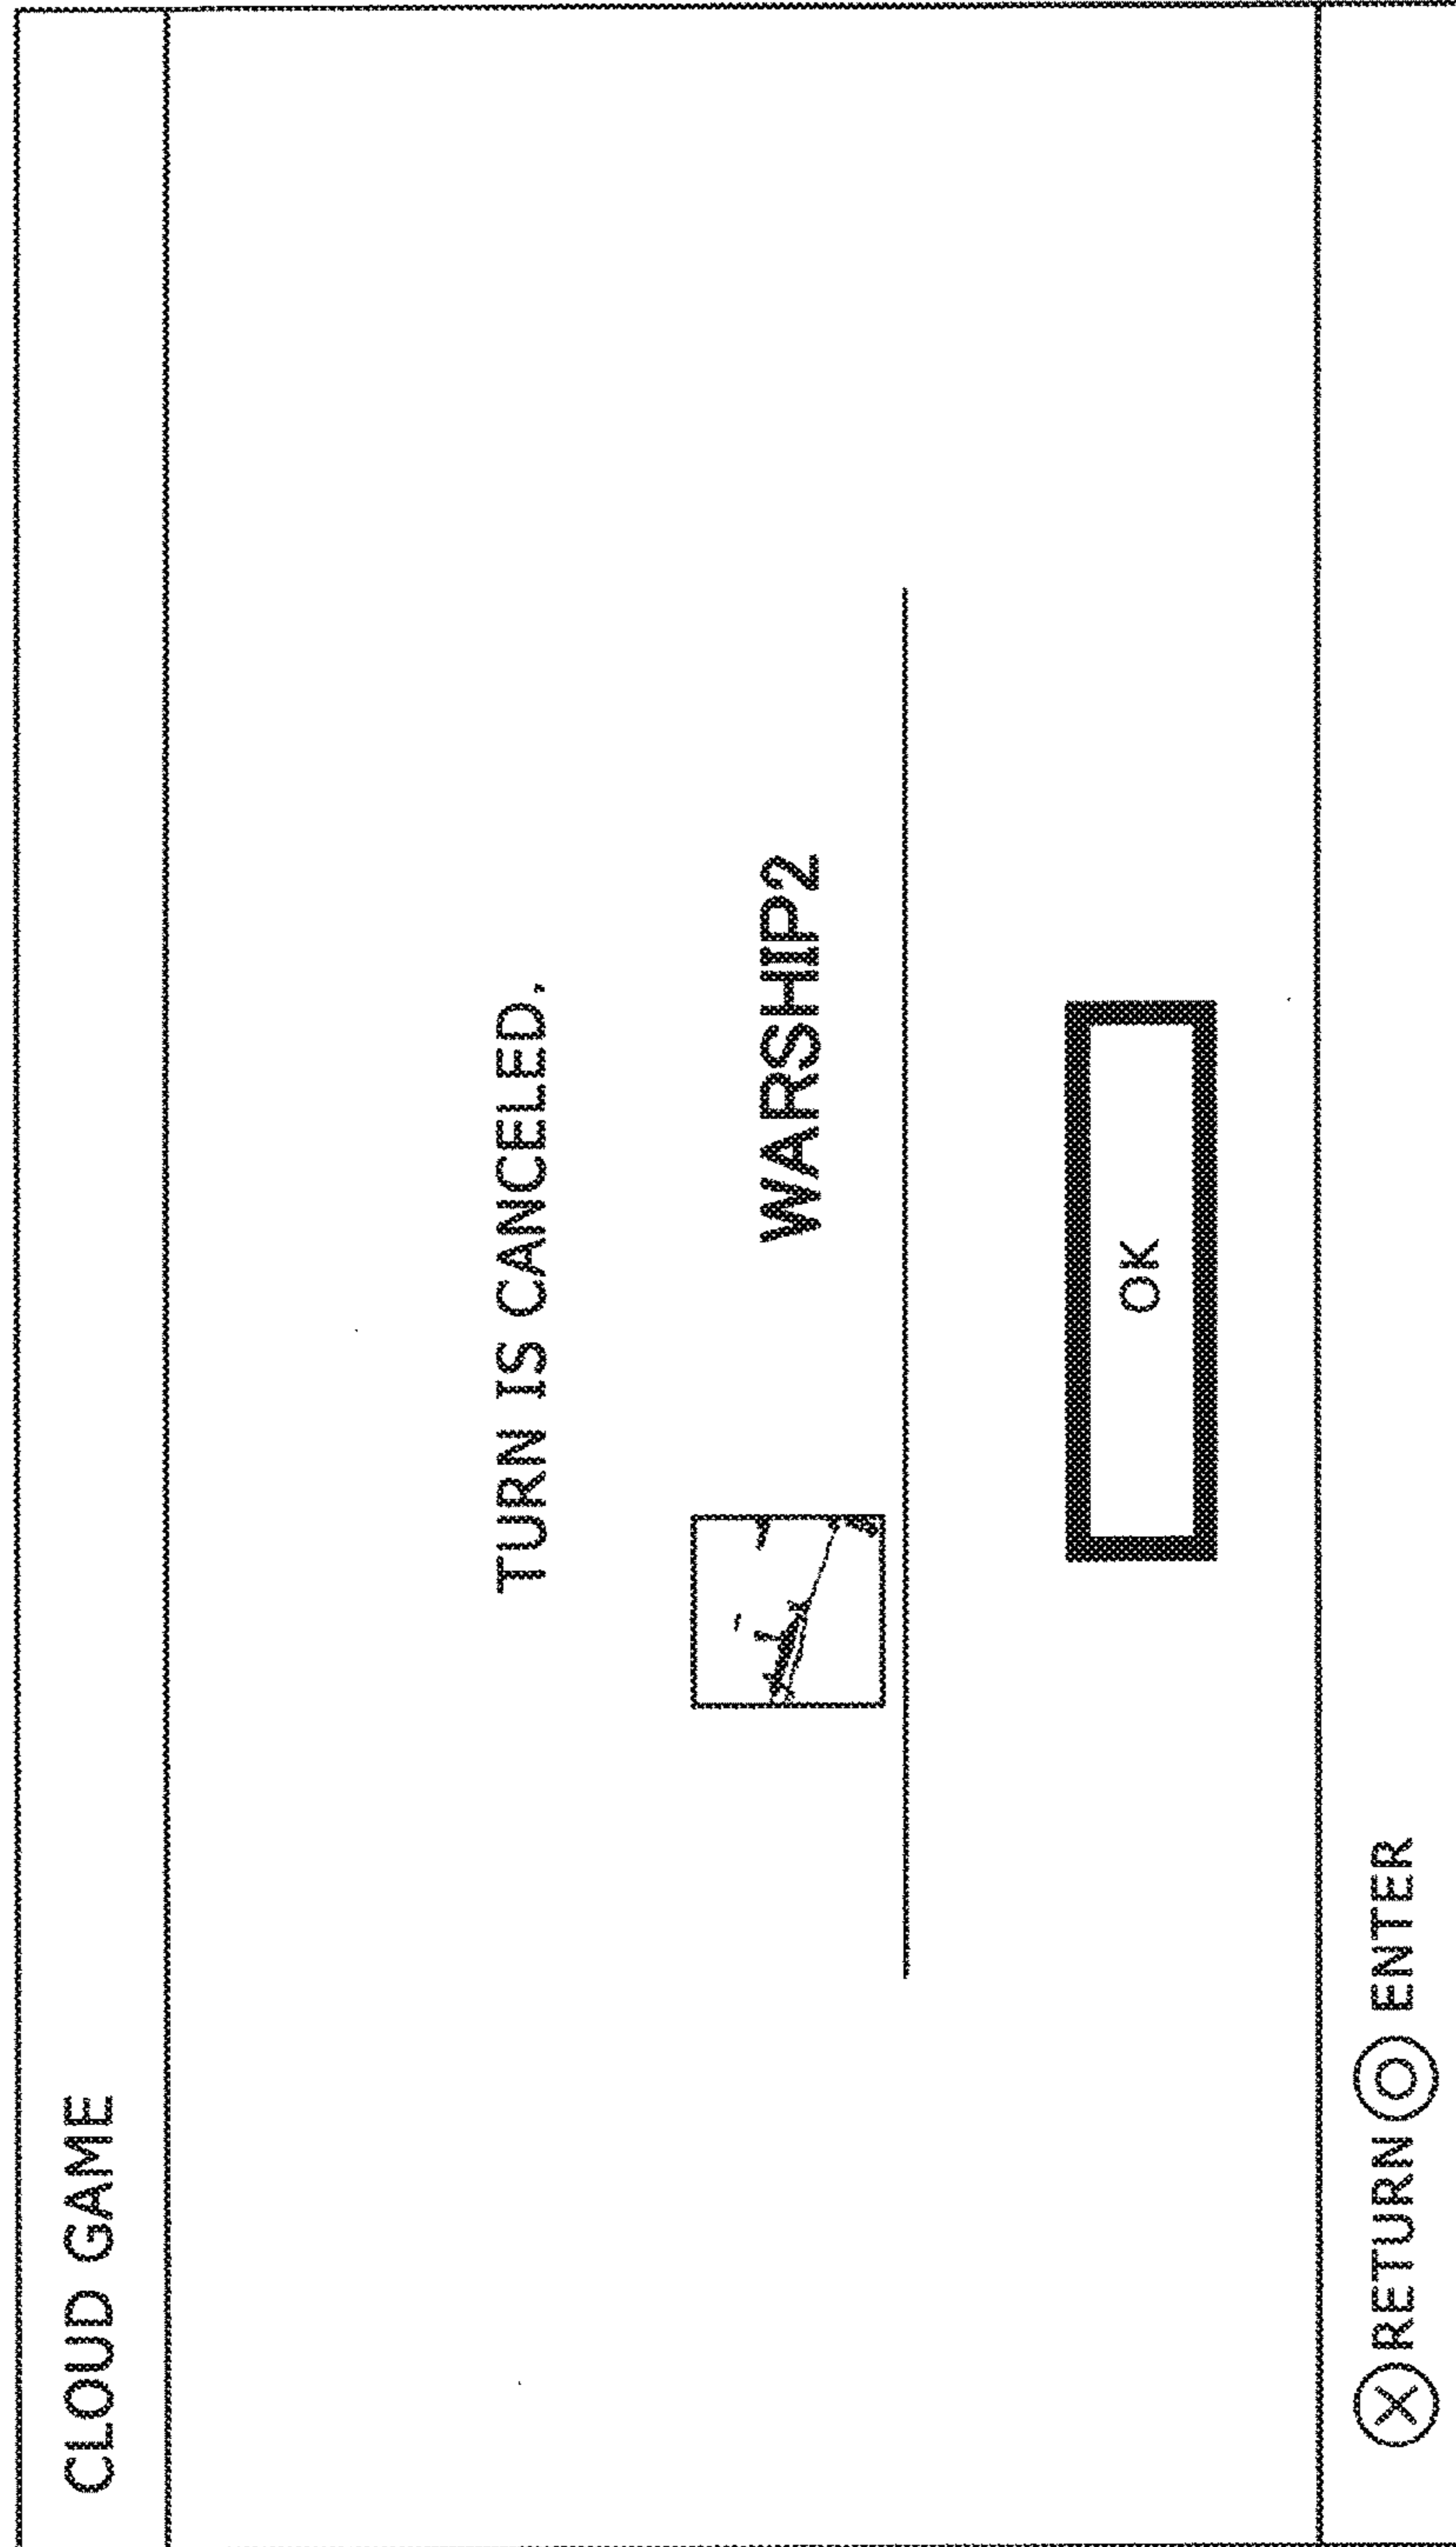 CLOUD GAME
TURN IS CANCELED,
WARSHIP2
OK
Ⓧ RETURN ◎ ENTER